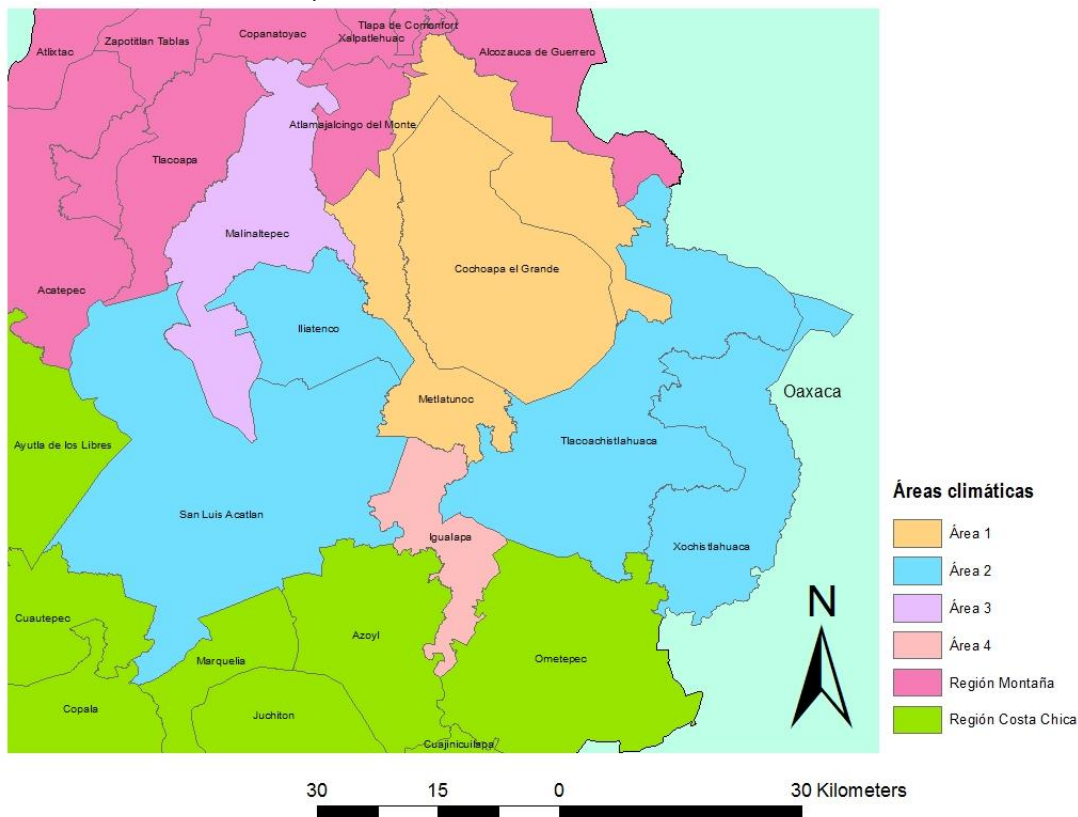 Tlapa de Comonfort
Zapotitlan Tablas
Copanatoyac
Xalpatlehuac
Atlixtac
Alcozauca de Guerrero
Atlamajalcingo del Monte
Tlacoapa
Malinaltepec
Cochoapa el Grande
Acatepec
Iliatenco
Metlatunoc
Oaxaca
Ayutla de los Libres
Tlacoachistlahuaca
San Luis Acatlan
Igualapa
Xochistlahuaca
Cuautepec
Azoyl
Marquelia
Ometepec
Copala
Juchiton
Cuajinicuilapa
Áreas climáticas
Área 1
Área 2
Área 3
Área 4
Región Montaña
Región Costa Chica
N
30 15 0 30 Kilometers